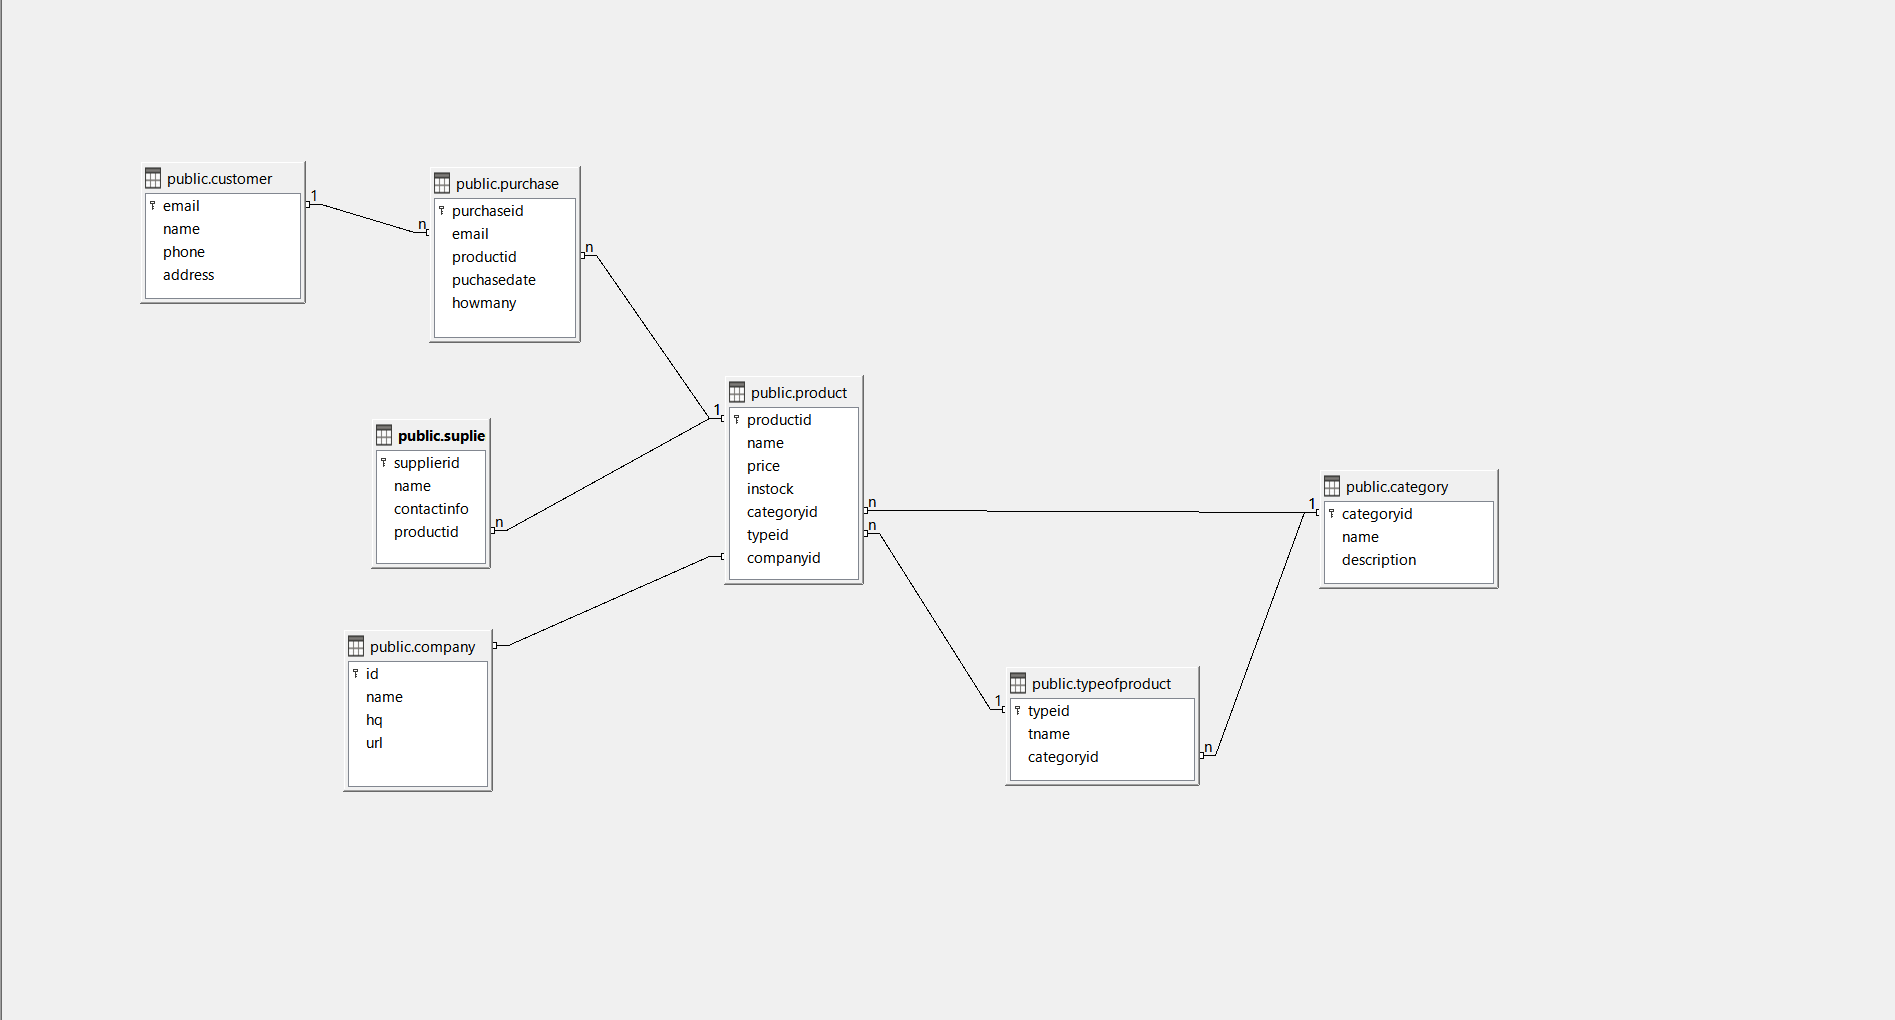 public.customer
email
name
phone
address
1
n
public.purchase
purchaseid
email
productid
puchasedate
howmany
n
1
public.suplie
supplierid
name
contactinfo
productid
n
public.company
id
name
hq
url
public.product
productid
name
price
instock
categoryid
typeid
companyid
n
n
1
public.typeofproduct
typeid
tname
categoryid
n
1
public.category
categoryid
name
description